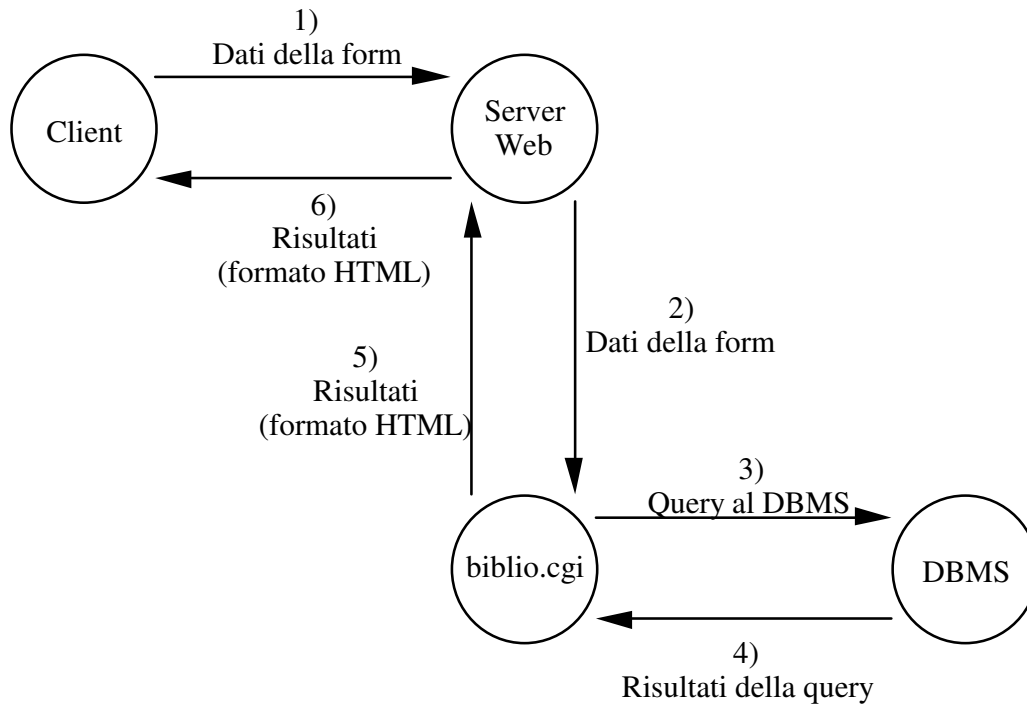 1)
Dati della form
Client
Server
Web
6)
Risultati
(formato HTML)
2)
Dati della form
5)
Risultati
(formato HTML)
3)
Query al DBMS
biblio.cgi
DBMS
4)
Risultati della query